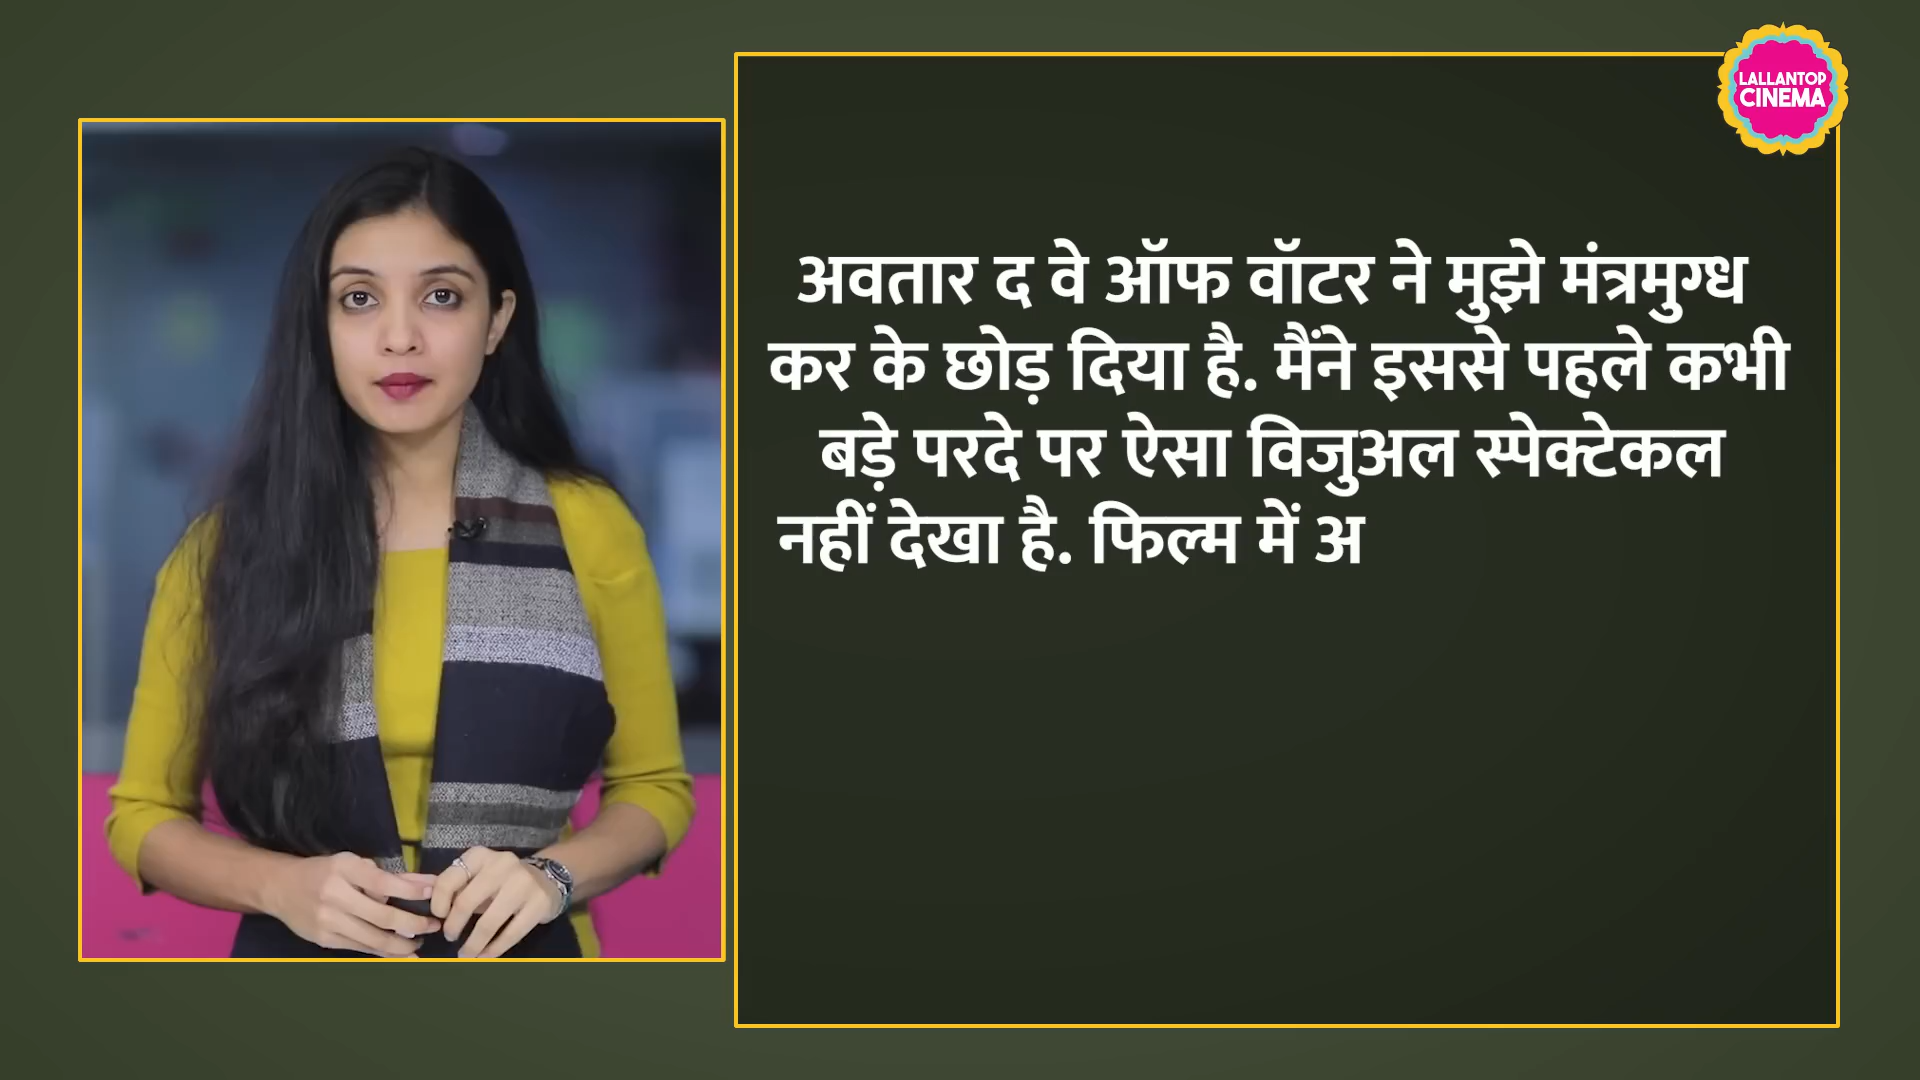 LALLANTOP
CINEMA
अवतार द वे ऑफ वॉटर ने मुझे मंत्रमुग्ध
कर के छोड़ दिया है. मैंने इससे पहले कभी
बड़े परदे पर ऐसा विजुअल स्पेक्टेकल
नहीं देखा है. फिल्म में अ